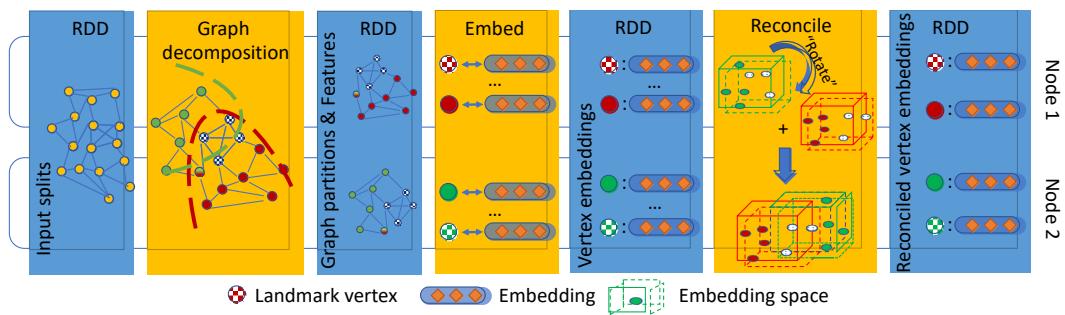 RDD
Input splits
Graph
decomposition
RDD
Graph partitions & Features
Embed
...
...
RDD
Vertex embeddings
:
...
:
:
...
:
Reconcile
"Rotate"
+
RDD
Reconciled vertex embeddings
:
:
:
:
Node 1
Node 2
Landmark vertex
Embedding
Embedding space